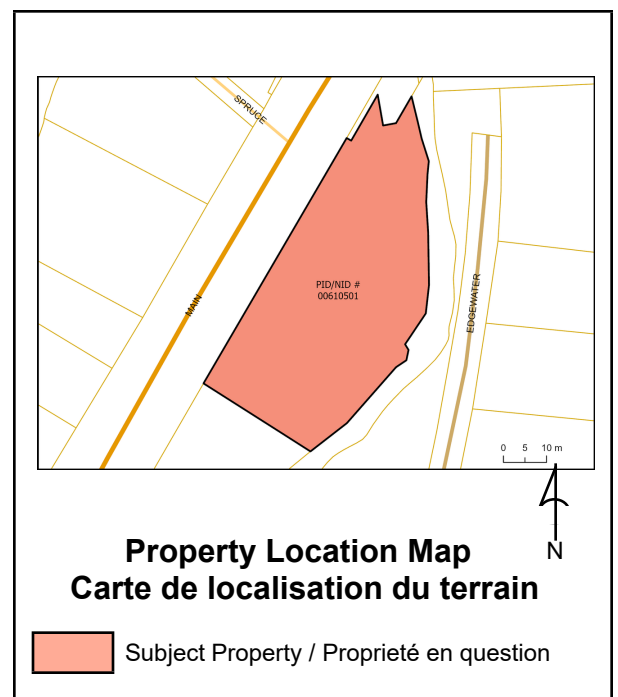 SPRUCE
PID/NID #
00610501
MAIN
EDGEWATER
0 5 10 m
N
Property Location Map
Carte de localisation du terrain
Subject Property / Proprieté en question